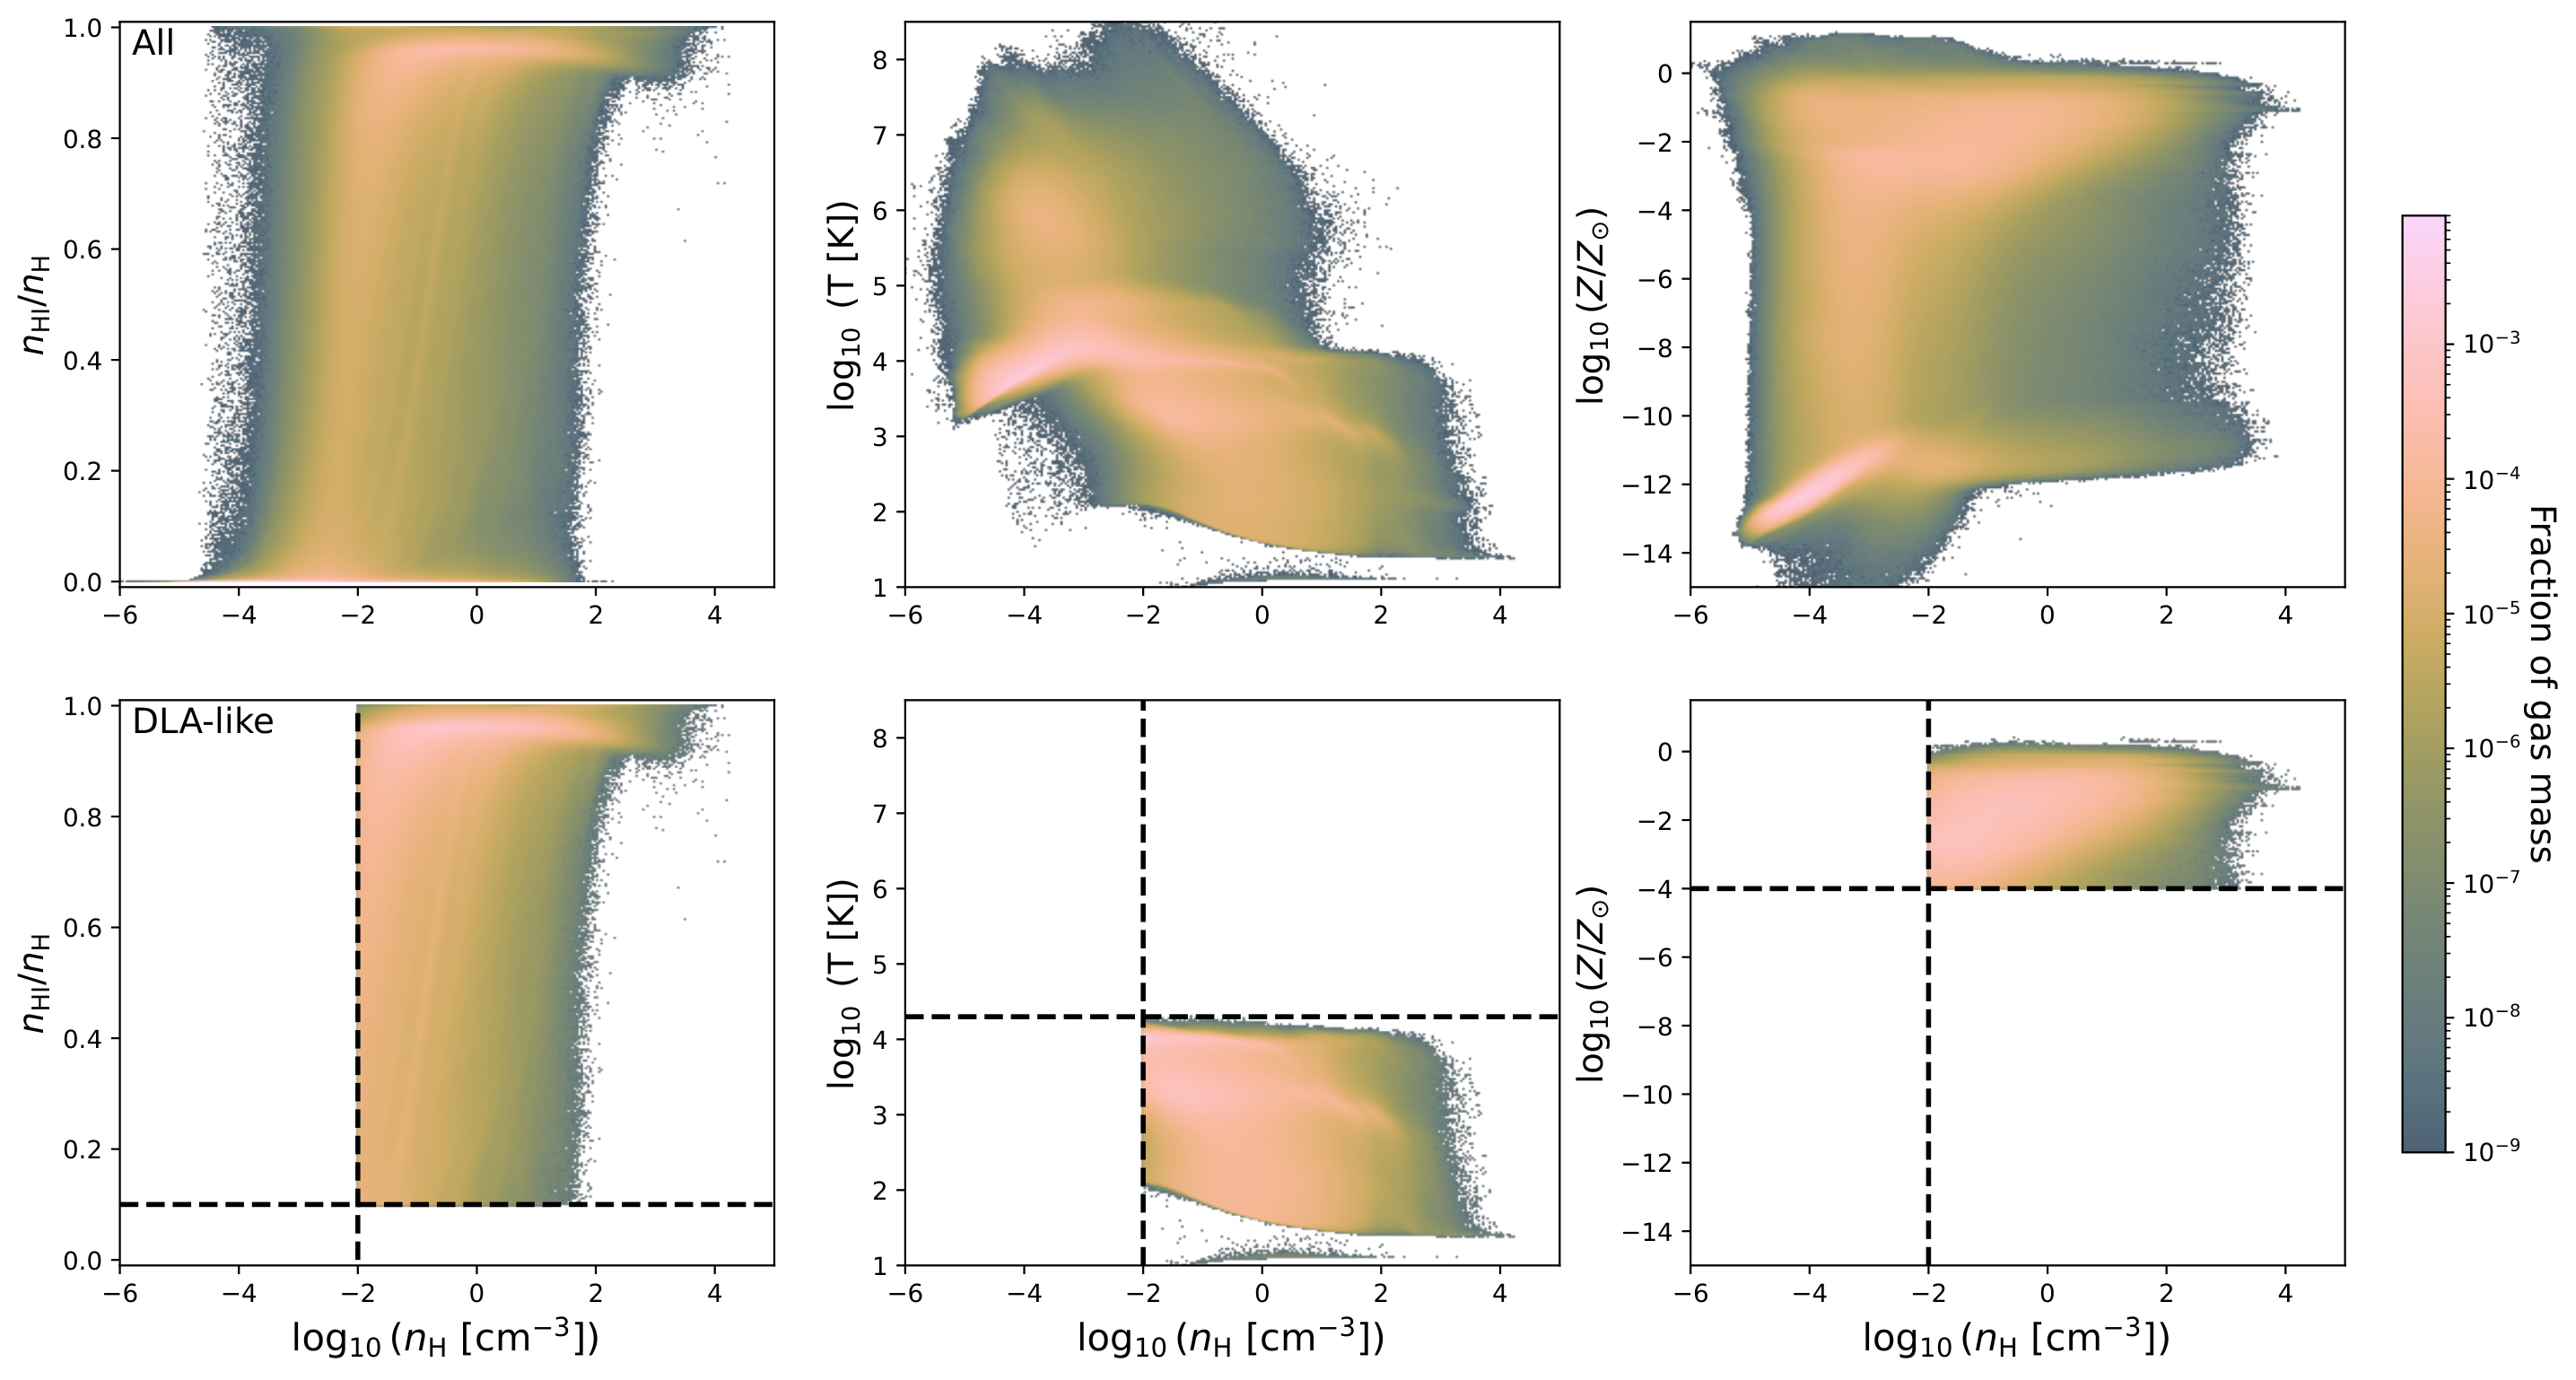 All
1.0
0.8
0.6
0.4
0.2
0.0
n_HI/n_H
−6 −4 −2 0 2 4
8
7
6
5
4
3
2
1
log₁₀ (T [K])
−6 −4 −2 0 2 4
0
−2
−4
−6
−8
−10
−12
−14
log₁₀(Z/Z⊙)
−6 −4 −2 0 2 4
DLA-like
1.0
0.8
0.6
0.4
0.2
0.0
n_HI/n_H
−6 −4 −2 0 2 4
log₁₀(n_H [cm⁻³])
8
7
6
5
4
3
2
1
log₁₀ (T [K])
−6 −4 −2 0 2 4
log₁₀(n_H [cm⁻³])
0
−2
−4
−6
−8
−10
−12
−14
log₁₀(Z/Z⊙)
−6 −4 −2 0 2 4
log₁₀(n_H [cm⁻³])
10⁻³
10⁻⁴
10⁻⁵
10⁻⁶
10⁻⁷
10⁻⁸
10⁻⁹
Fraction of gas mass